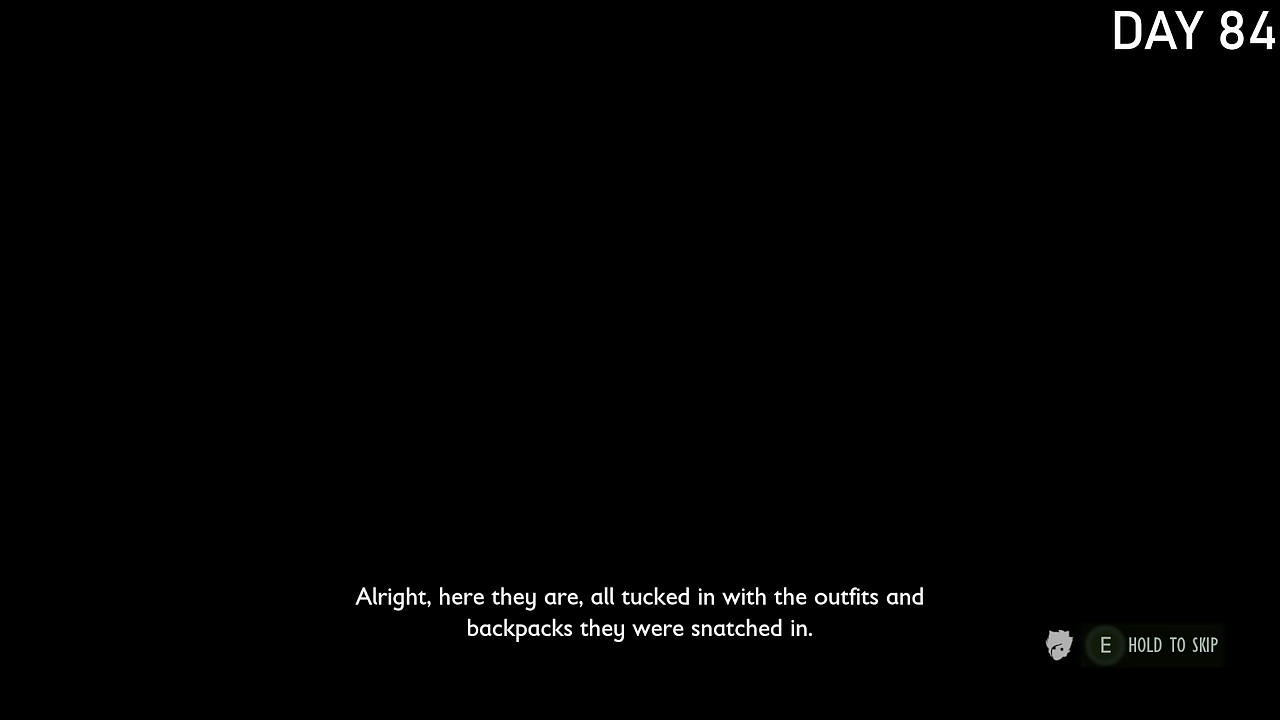 DAY 84
Alright, here they are, all tucked in with the outfits and
backpacks they were snatched in.
E HOLD TO SKIP